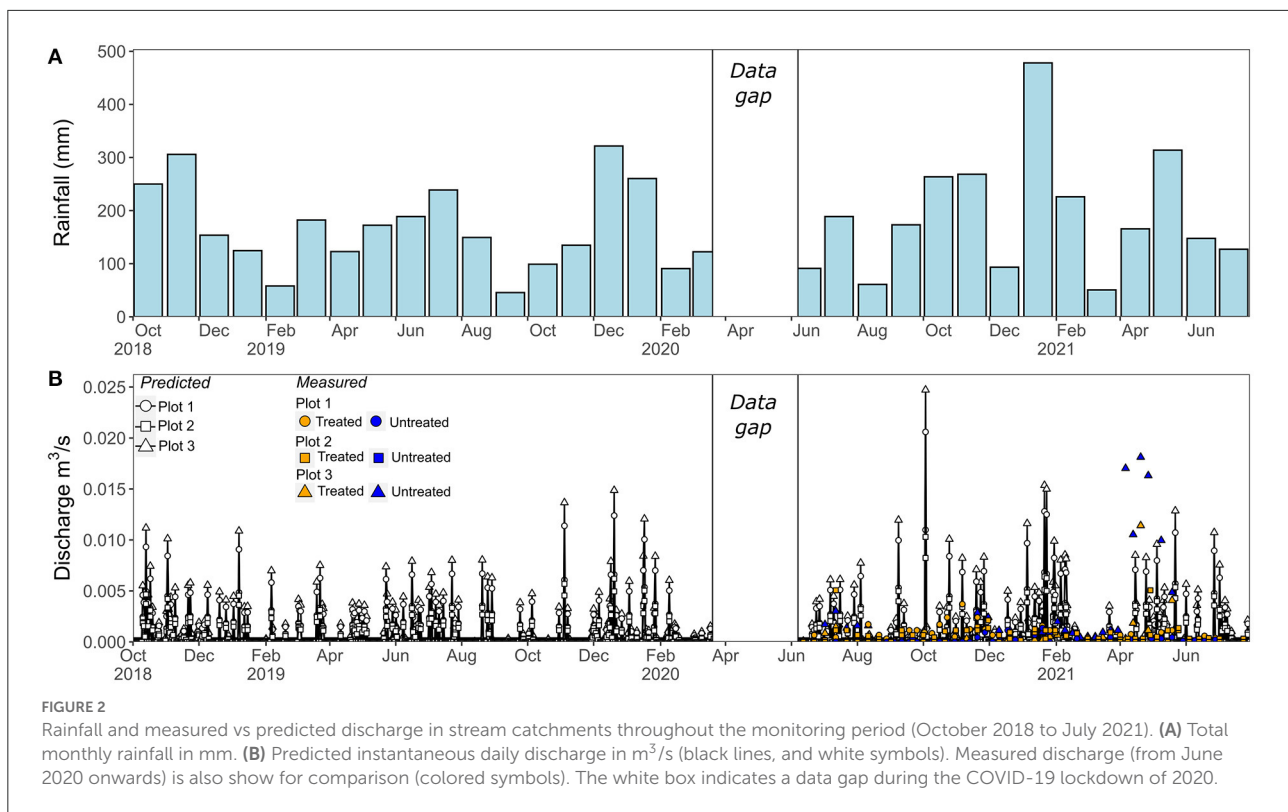 A
500
400
300
200
100
0
Rainfall (mm)
Data
gap
Oct Dec Feb Apr Jun Aug Oct Dec Feb Apr Jun Aug Oct Dec Feb Apr Jun
2018 2019 2020 2021
B
0.025
0.020
0.015
0.010
0.005
0.000
Discharge m³/s
Predicted Measured
Plot 1
Plot 2
Plot 3
Plot 1
Treated Untreated
Plot 2
Treated Untreated
Plot 3
Treated Untreated
Data
gap
Oct Dec Feb Apr Jun Aug Oct Dec Feb Apr Jun Aug Oct Dec Feb Apr Jun
2018 2019 2020 2021
FIGURE 2
Rainfall and measured vs predicted discharge in stream catchments throughout the monitoring period (October 2018 to July 2021). (A) Total
monthly rainfall in mm. (B) Predicted instantaneous daily discharge in m³/s (black lines, and white symbols). Measured discharge (from June
2020 onwards) is also show for comparison (colored symbols). The white box indicates a data gap during the COVID-19 lockdown of 2020.